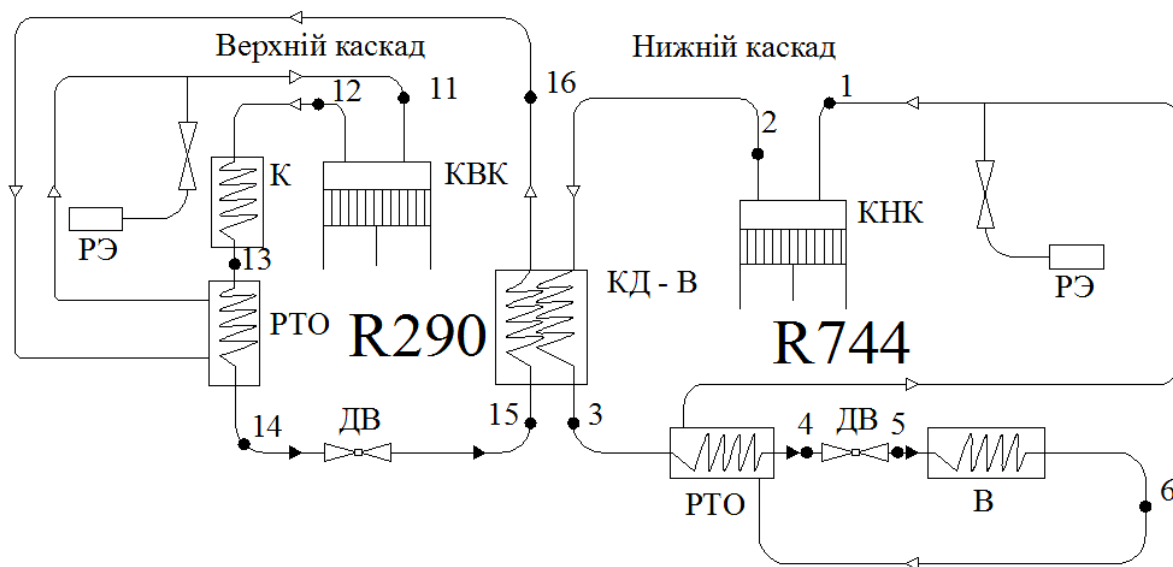 Верхній каскад
Нижній каскад
12
11
16
1
2
К
КВК
КНК
РЭ
13
КД - В
РЭ
РТО
R290
R744
14
ДВ
15
3
4
ДВ
5
РТО
В
6